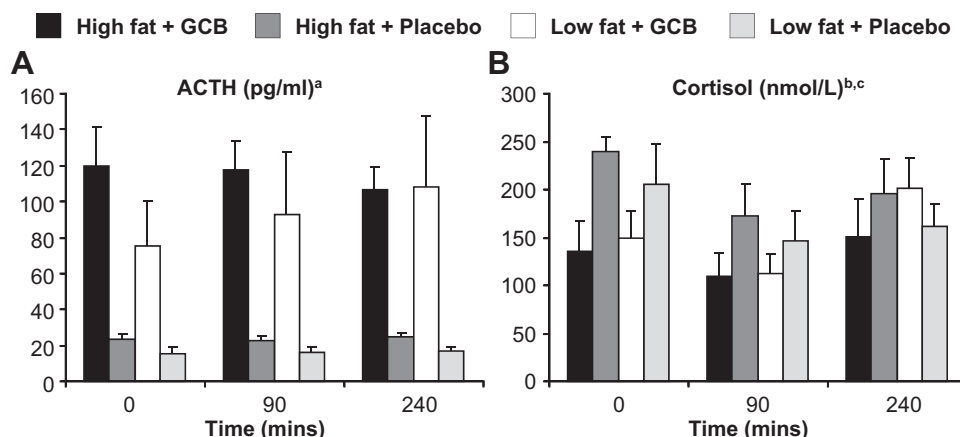 High fat + GCB High fat + Placebo Low fat + GCB Low fat + Placebo
A
ACTH (pg/ml)a
160
140
120
100
80
60
40
20
0
0 90 240
Time (mins)
B
Cortisol (nmol/L)b,c
300
250
200
150
100
50
0
0 90 240
Time (mins)